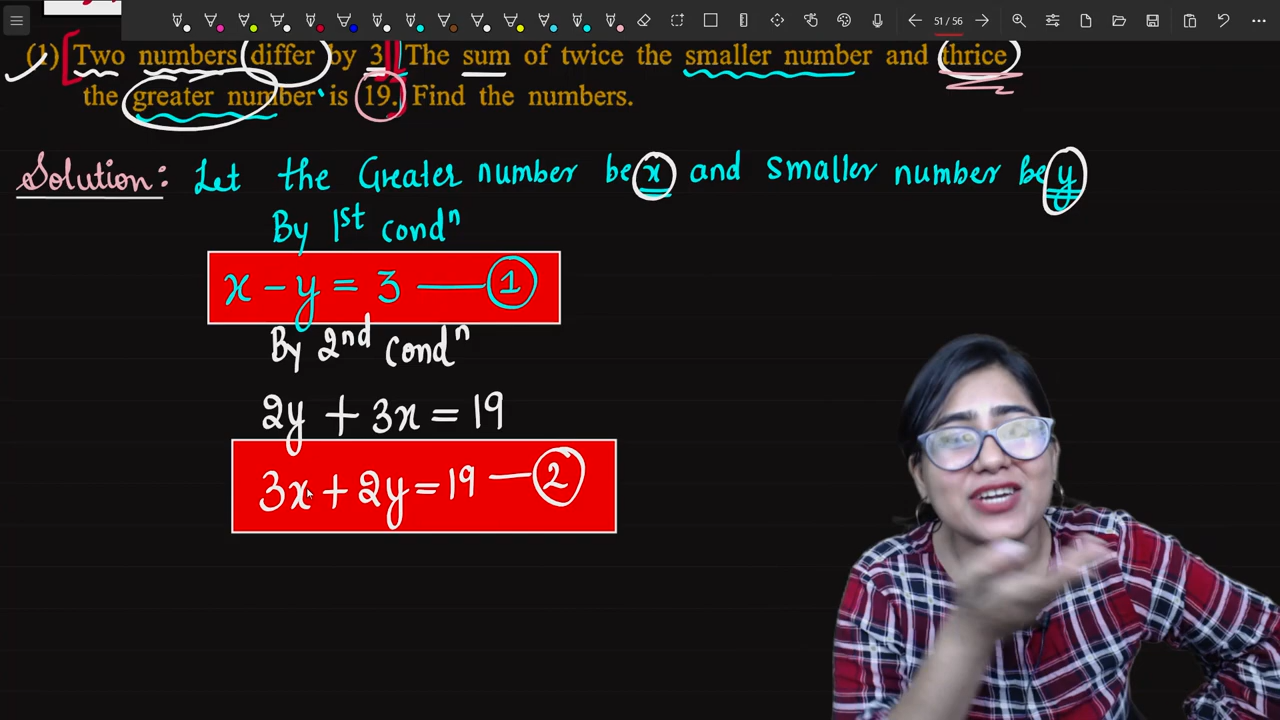 51 / 56
(1) Two numbers differ by 3. The sum of twice the smaller number and thrice
the greater number is 19. Find the numbers.
Solution: Let the Greater number be x and Smaller number be y
By 1st condn
x - y = 3 — 1
By 2nd condn
2y + 3x = 19
3x + 2y = 19 — 2